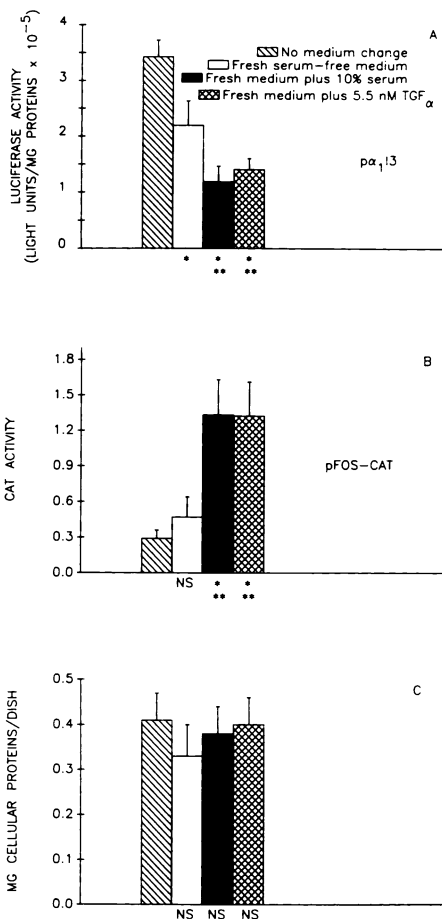 A
No medium change
Fresh serum-free medium
Fresh medium plus 10% serum
Fresh medium plus 5.5 nM TGFα
LUCIFERASE ACTIVITY
(LIGHT UNITS/MG PROTEINS x 10-5)
4
3
2
1
0
pα1I3
* * *
** **
B
CAT ACTIVITY
1.8
1.5
1.2
0.9
0.6
0.3
0.0
pFOS-CAT
NS * *
** **
C
MG CELLULAR PROTEINS/DISH
0.5
0.4
0.3
0.2
0.1
0.0
NS NS NS